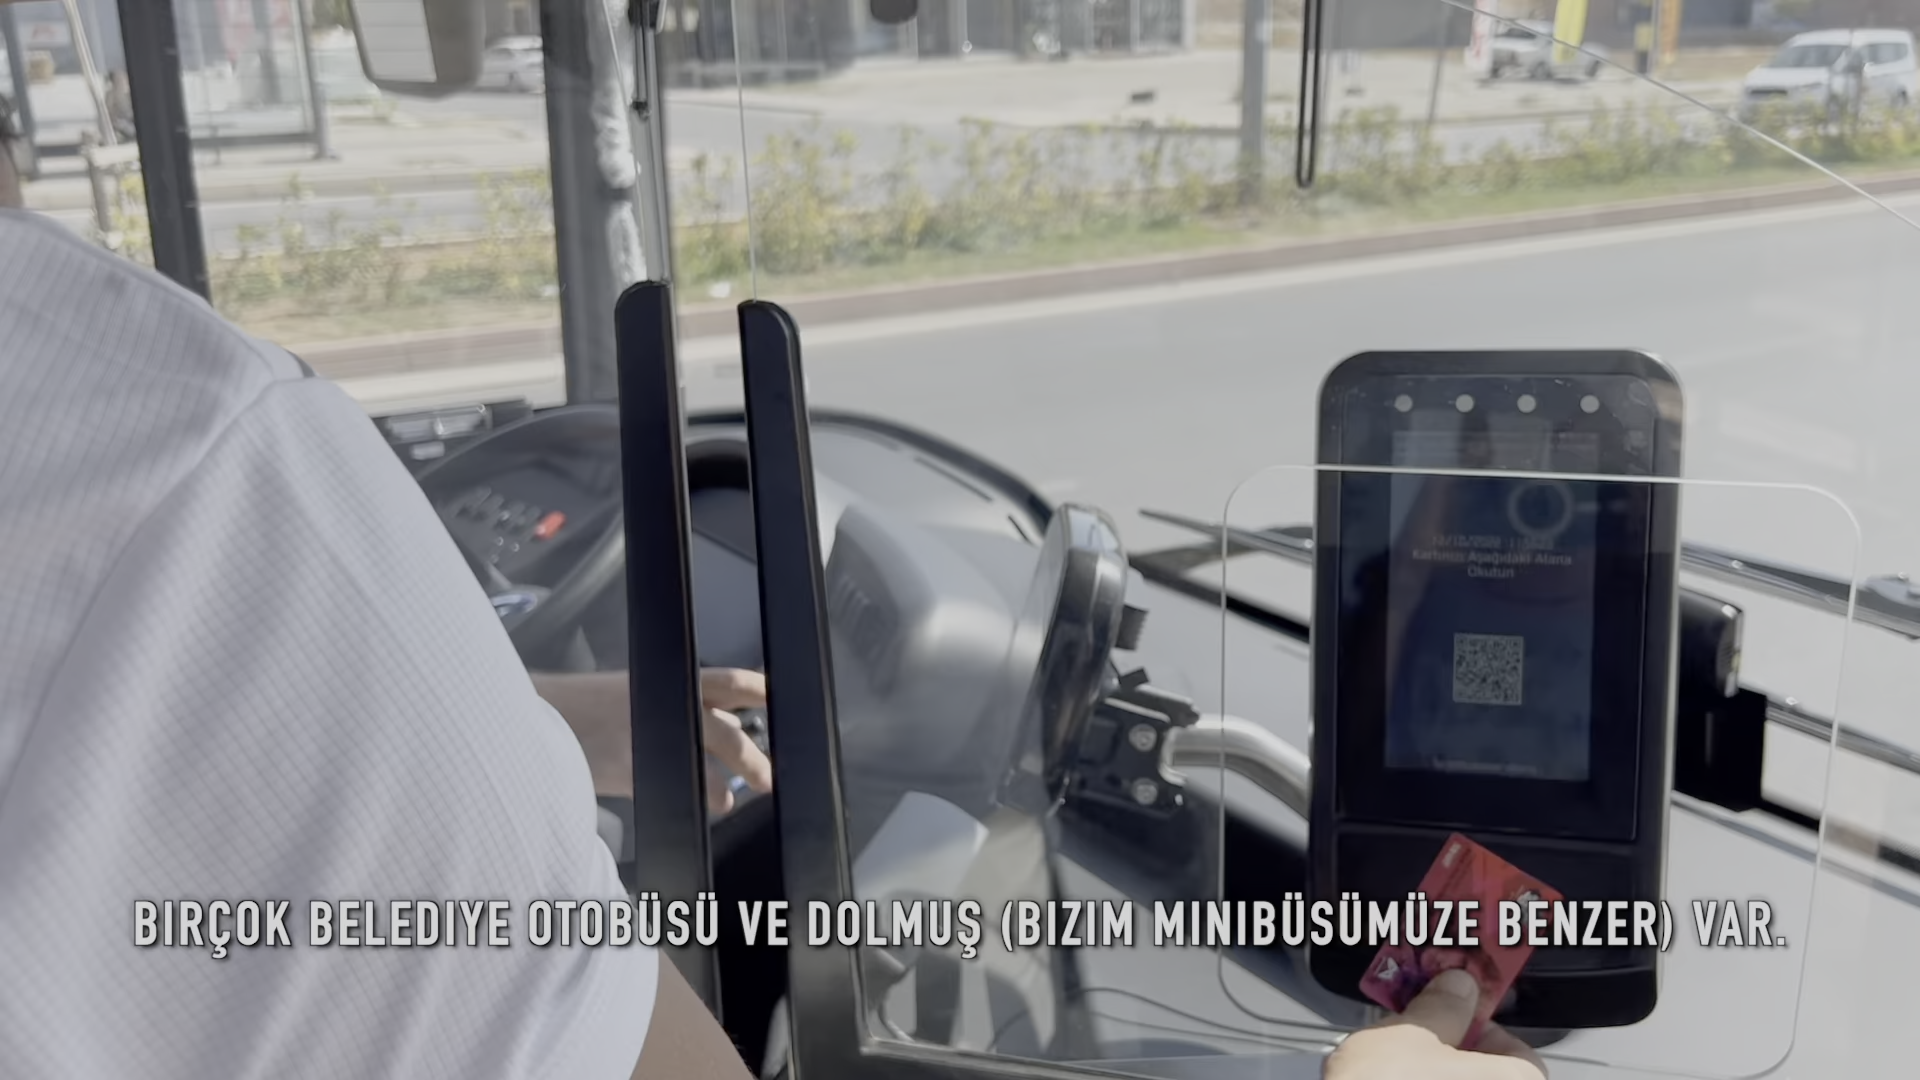 Kartınızı Aşağıdaki Alana
Okutun
BIRÇOK BELEDIYE OTOBÜSÜ VE DOLMUŞ (BIZIM MINIBÜSÜMÜZE BENZER) VAR.